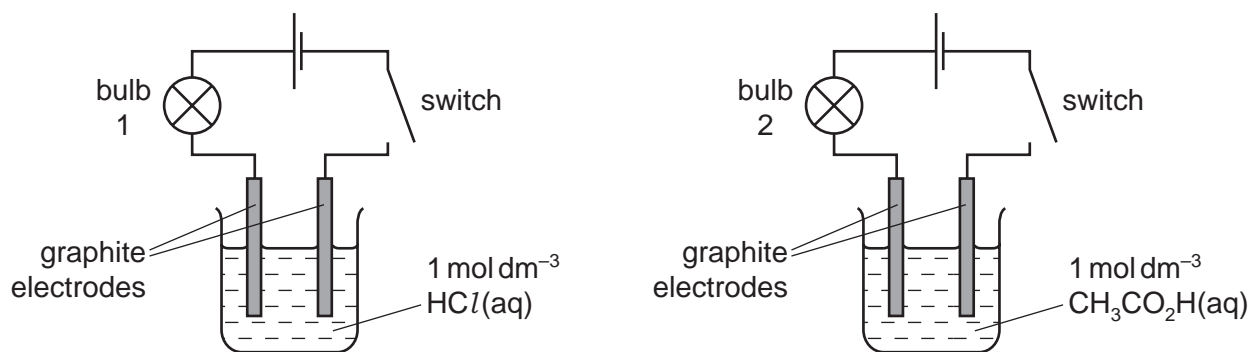 bulb
1
switch
graphite
electrodes
1 mol dm⁻³
HCl(aq)
bulb
2
switch
graphite
electrodes
1 mol dm⁻³
CH₃CO₂H(aq)